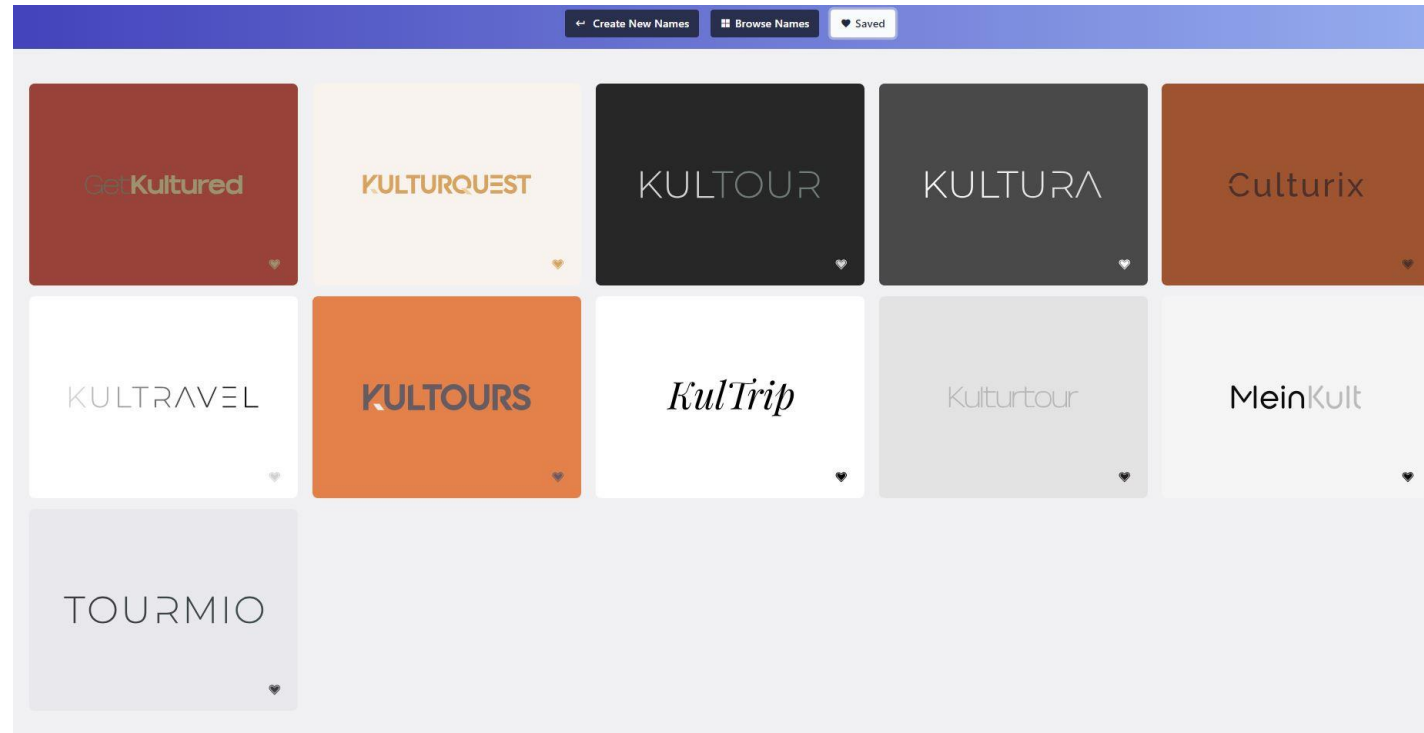 Create New Names
Browse Names
Saved
GetKultured
KULTURQUEST
KULTOUR
KULTURA
Culturix
KULTRAVEL
KULTOURS
KulTrip
Kulturtour
MeinKult
TOURMIO